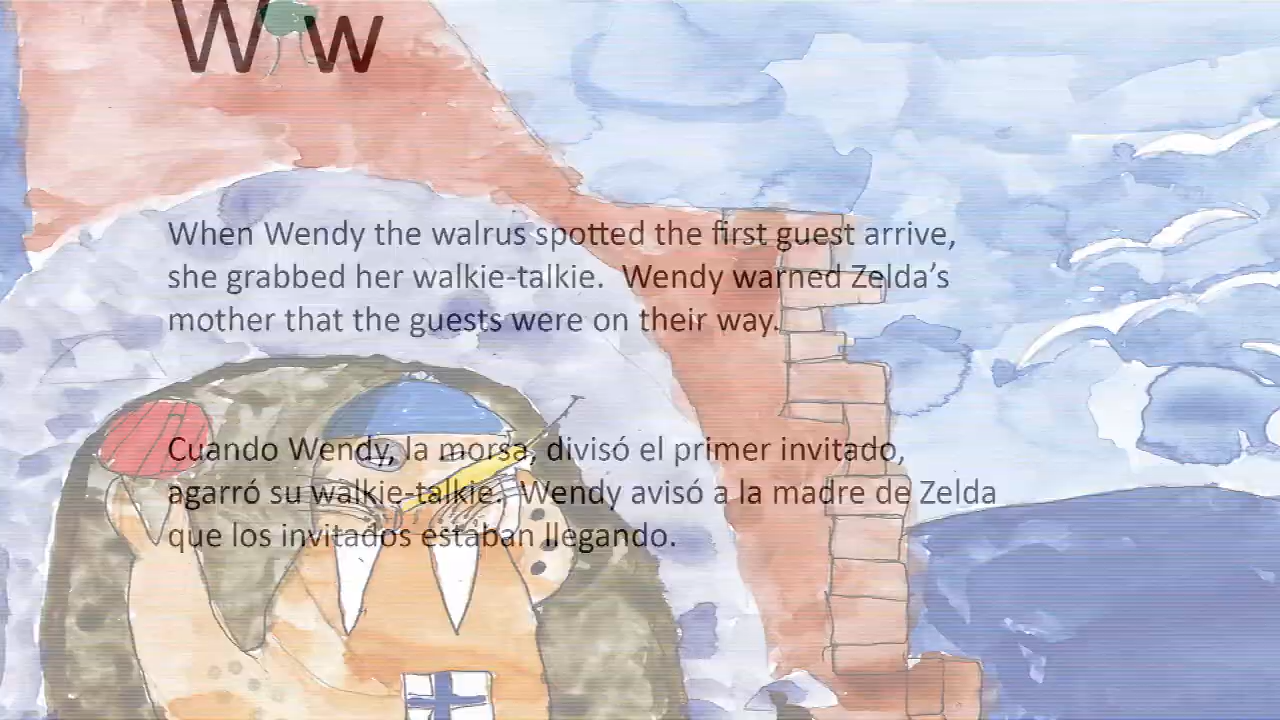 W w
When Wendy the walrus spotted the first guest arrive,
she grabbed her walkie-talkie.  Wendy warned Zelda’s
mother that the guests were on their way.
Cuando Wendy, la morsa, divisó el primer invitado,
agarró su walkie-talkie.  Wendy avisó a la madre de Zelda
que los invitados estaban llegando.